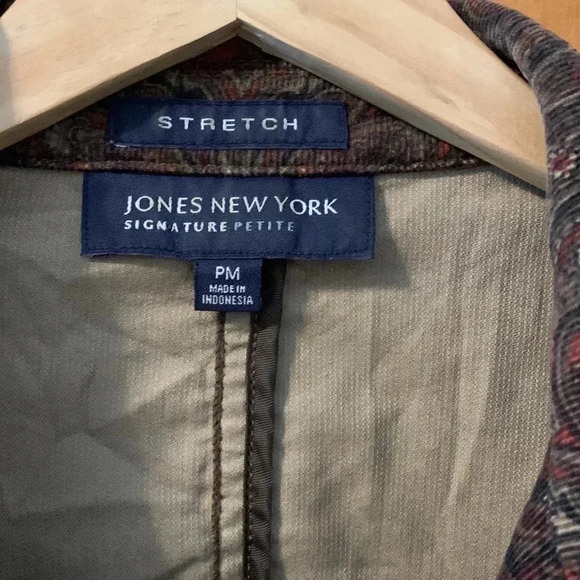 STRETCH
JONES NEW YORK
SIGNATURE PETITE
PM
MADE IN
INDONESIA